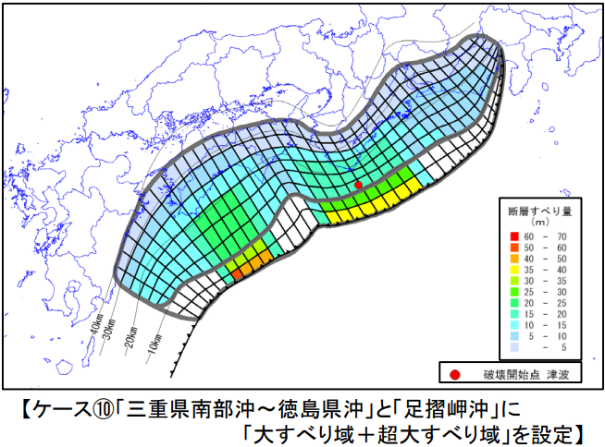 40km
30km
20km
10km
断層すべり量
(m)
60 - 70
50 - 60
40 - 50
35 - 40
30 - 35
25 - 30
20 - 25
15 - 20
10 - 15
5 - 10
- 5
破壊開始点 津波
【ケース⑩「三重県南部沖～徳島県沖」と「足摺岬沖」に
「大すべり域＋超大すべり域」を設定】